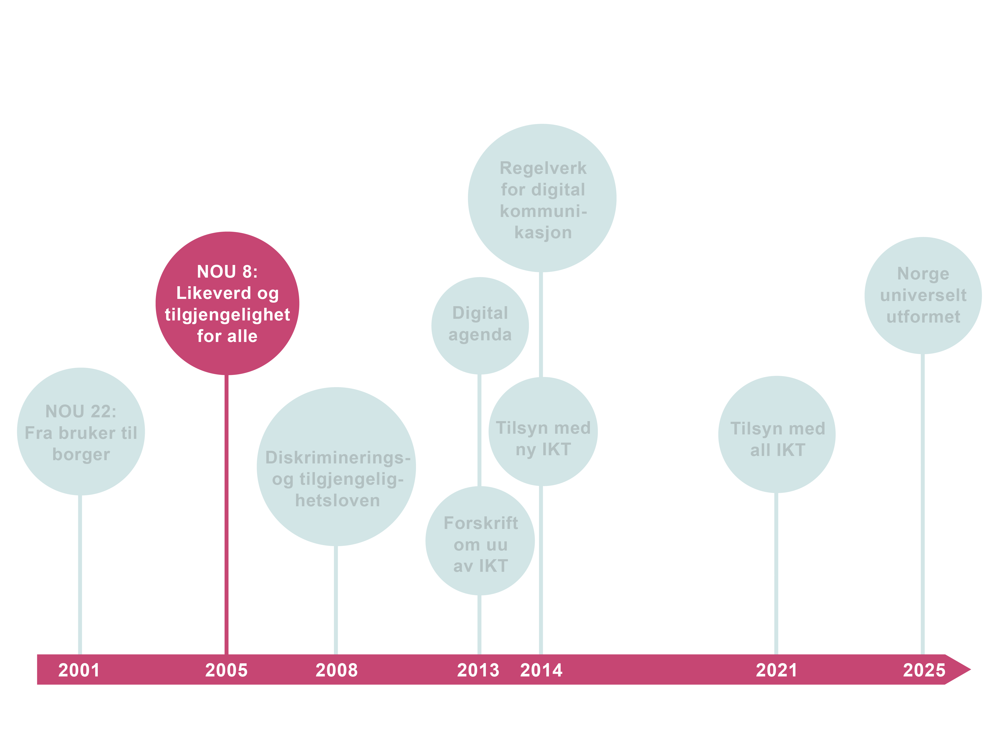 NOU 22:
Fra bruker til
borger
NOU 8:
Likeverd og
tilgjengelighet
for alle
Diskriminerings-
og tilgjengelig-
hetsloven
Digital
agenda
Forskrift
om uu
av IKT
Regelverk
for digital
kommuni-
kasjon
Tilsyn med
ny IKT
Tilsyn med
all IKT
Norge
universelt
utformet
2001 2005 2008 2013 2014 2021 2025